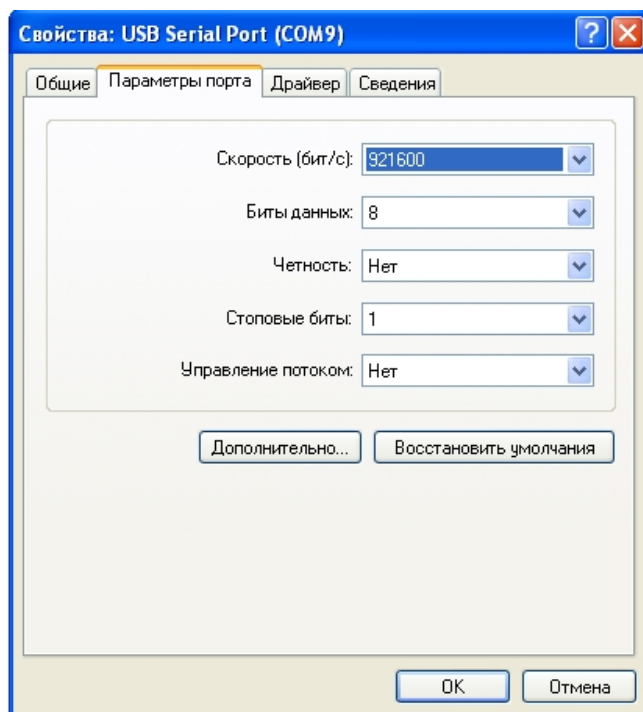 Свойства: USB Serial Port (COM9)
Общие Параметры порта Драйвер Сведения
Скорость (бит/с): 921600
Биты данных: 8
Четность: Нет
Стоповые биты: 1
Управление потоком: Нет
Дополнительно... Восстановить умолчания
OK Отмена